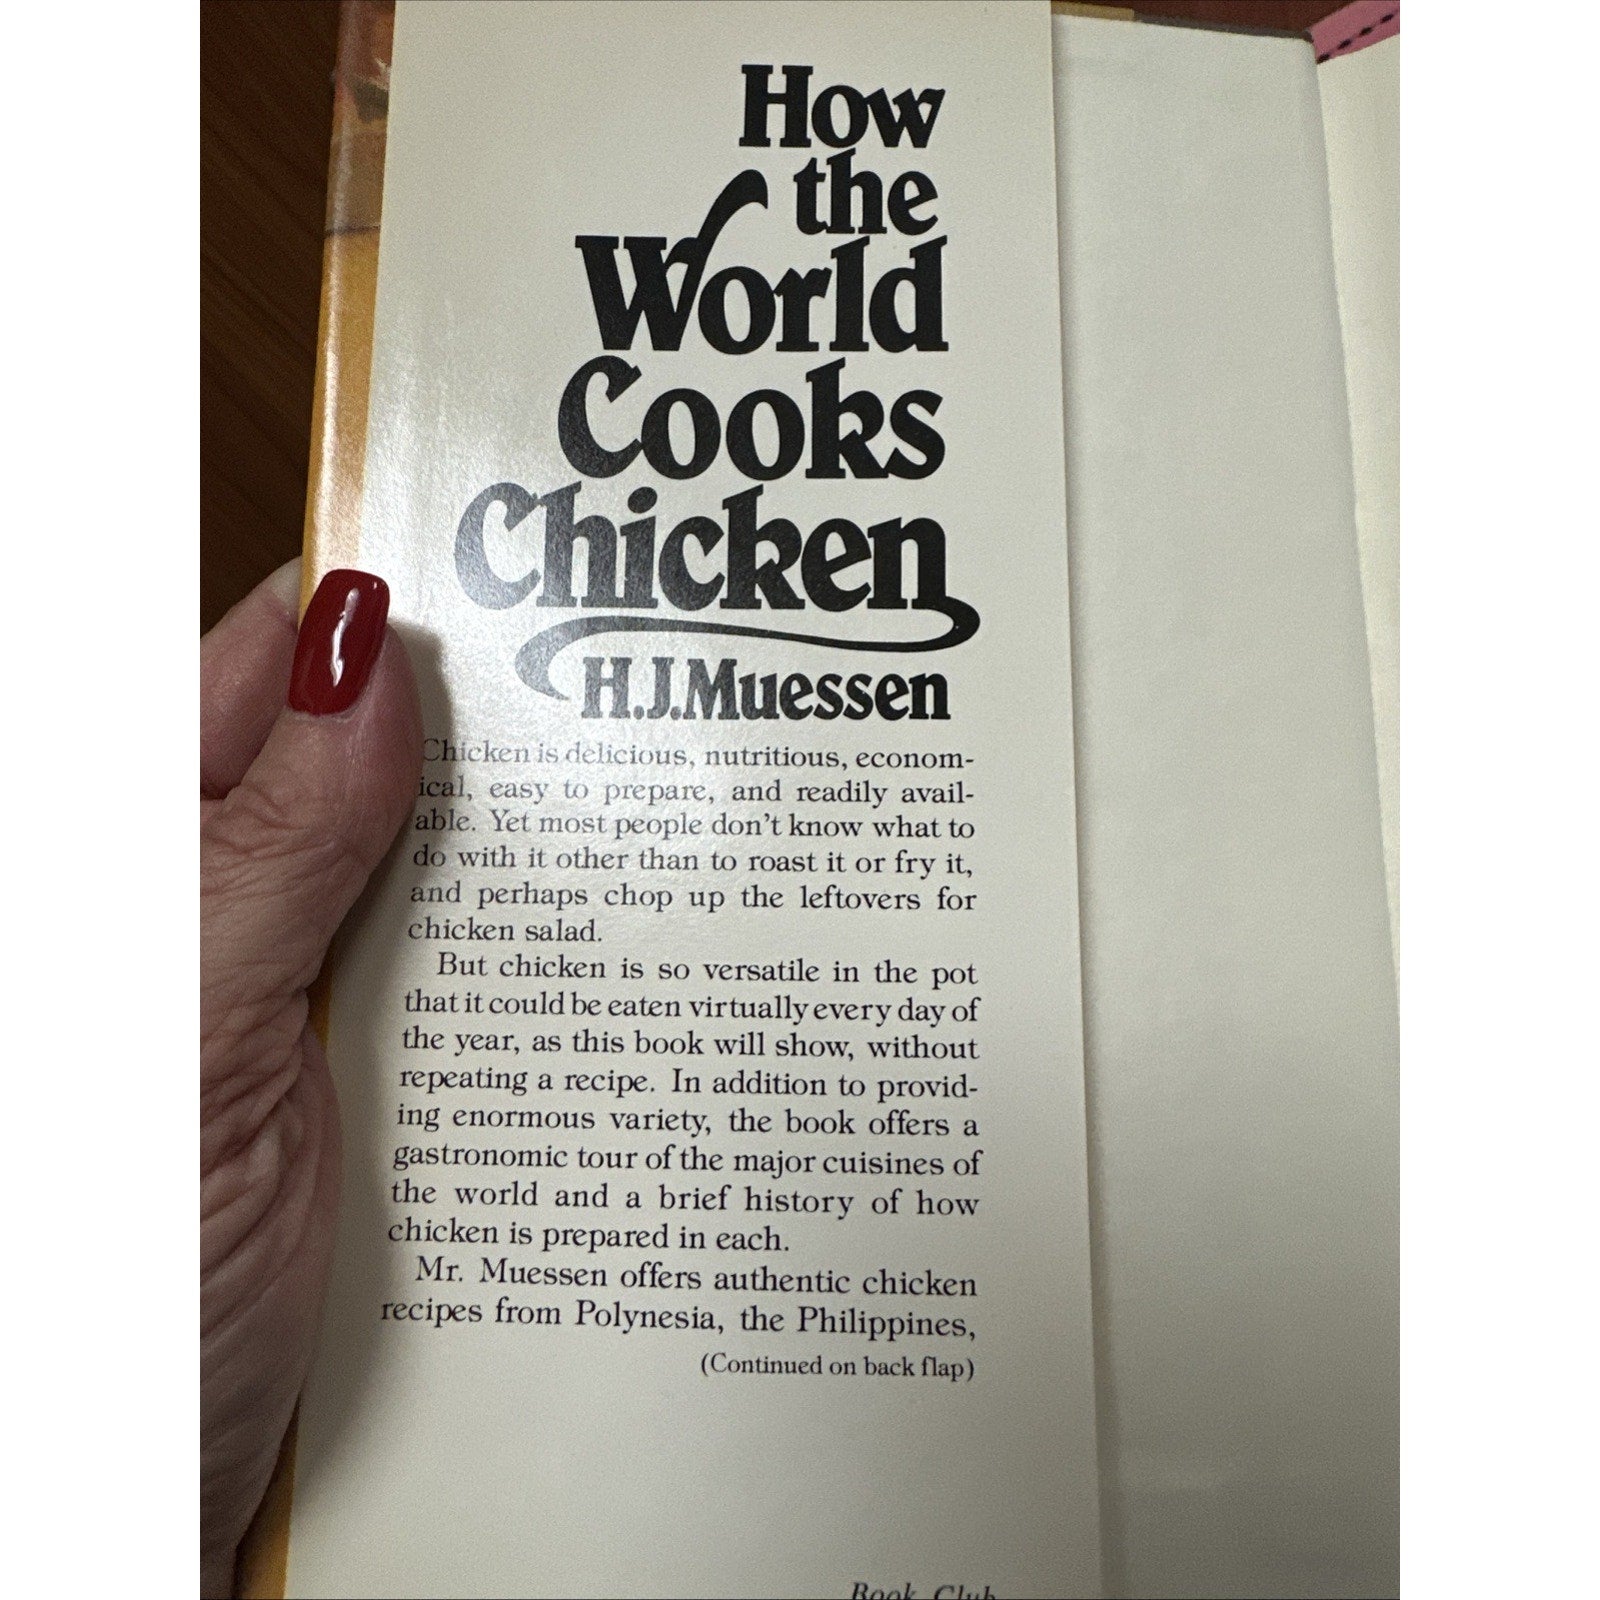 How
the
World
Cooks
Chicken
H.J.Muessen
Chicken is delicious, nutritious, econom-
ical, easy to prepare, and readily avail-
able. Yet most people don't know what to
do with it other than to roast it or fry it,
and perhaps chop up the leftovers for
chicken salad.
But chicken is so versatile in the pot
that it could be eaten virtually every day of
the year, as this book will show, without
repeating a recipe. In addition to provid-
ing enormous variety, the book offers a
gastronomic tour of the major cuisines of
the world and a brief history of how
chicken is prepared in each.
Mr. Muessen offers authentic chicken
recipes from Polynesia, the Philippines,
(Continued on back flap)
Book Club